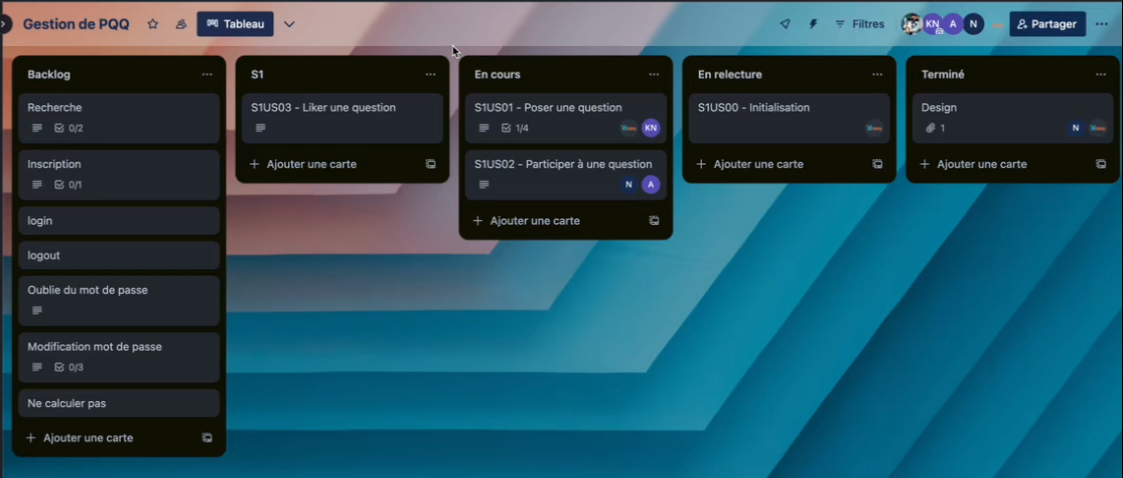 Gestion de PQQ
Tableau
Filtres
KN
A
N
Partager
Backlog
Recherche
0/2
Inscription
0/1
login
logout
Oublie du mot de passe
Modification mot de passe
0/3
Ne calculer pas
Ajouter une carte
S1
S1US03 - Liker une question
Ajouter une carte
En cours
S1US01 - Poser une question
1/4
KN
S1US02 - Participer à une question
N
A
Ajouter une carte
En relecture
S1US00 - Initialisation
Ajouter une carte
Terminé
Design
1
N
Ajouter une carte